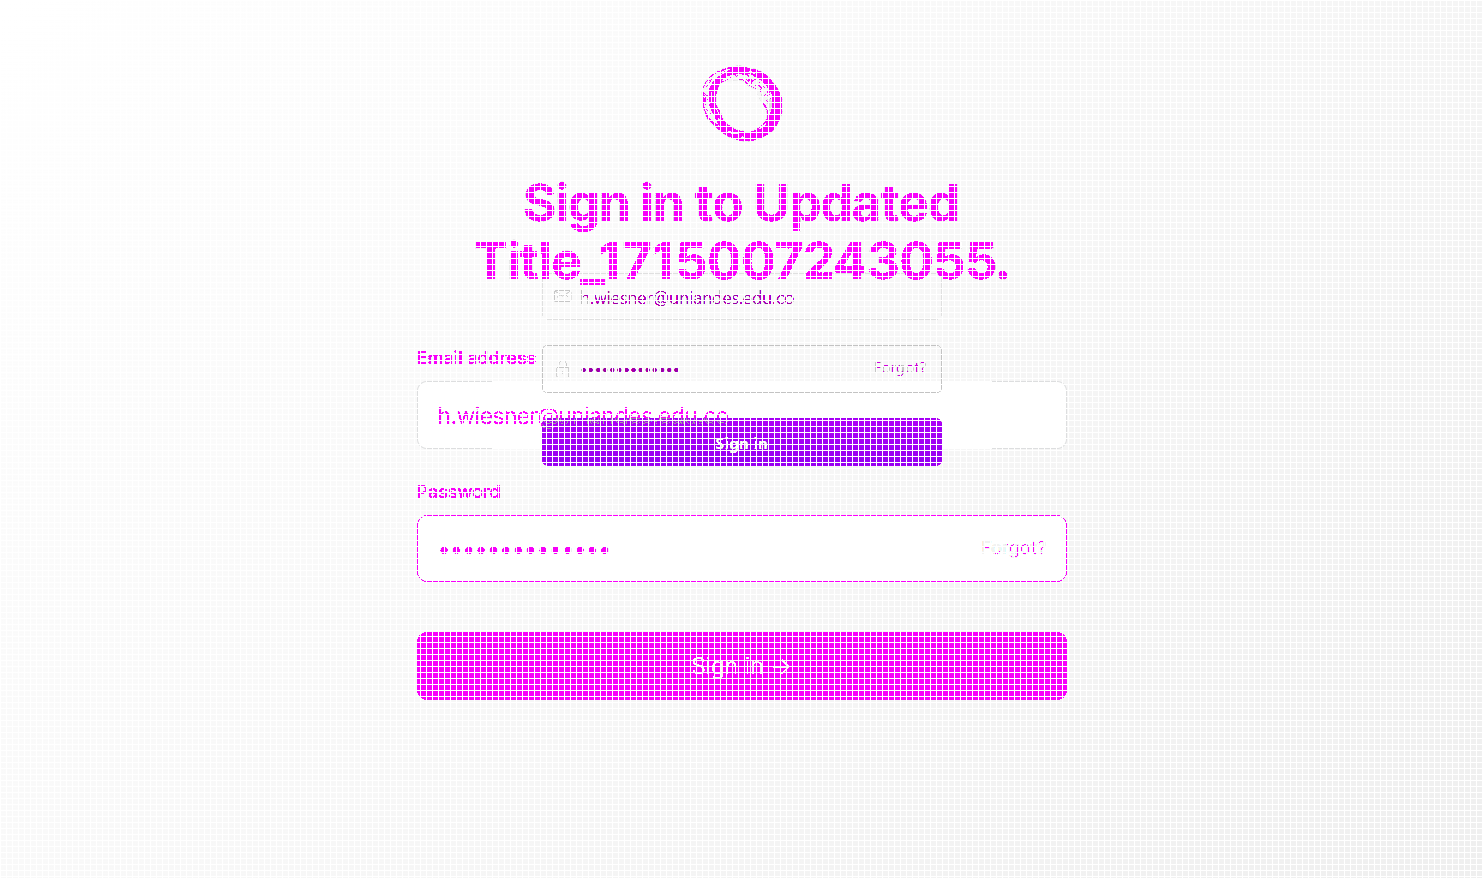 Sign in to Updated
Title_1715007243055.
h.wiesner@uniandes.edu.co
Email address
•••••••••••••• Forgot?
h.wiesner@uniandes.edu.co
Sign in
Password
•••••••••••••• Forgot?
Sign in →